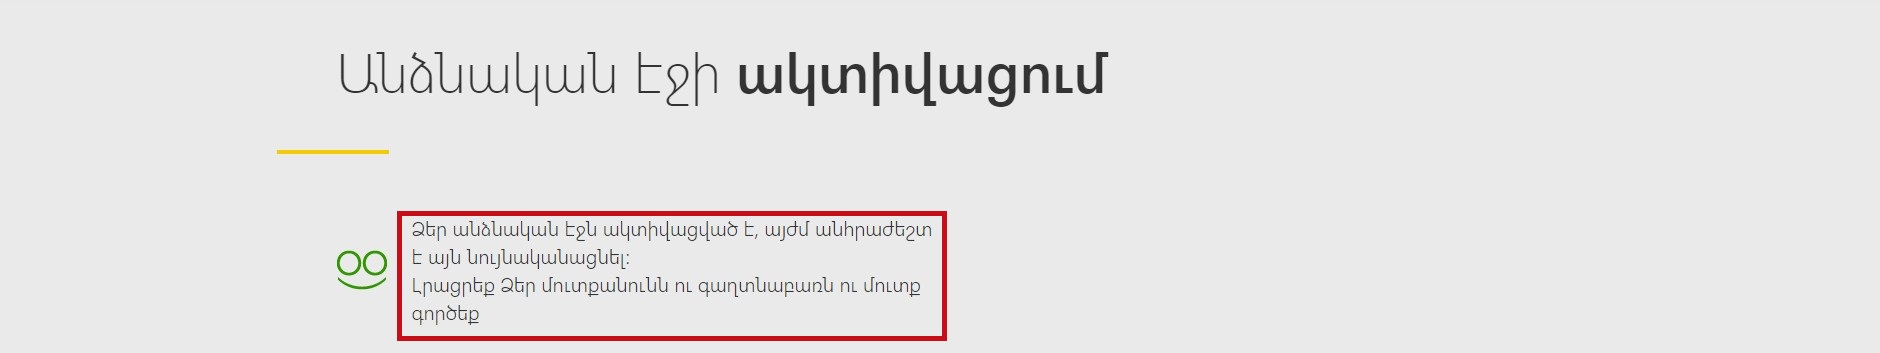 Անձնական էջի ակտիվացում
Ձեր անձնական էջն ակտիվացված է, այժմ անհրաժեշտ
է այն նույնականացնել:
Լրացրեք Ձեր մուտքանունն ու գաղտնաբառն ու մուտք
գործեք